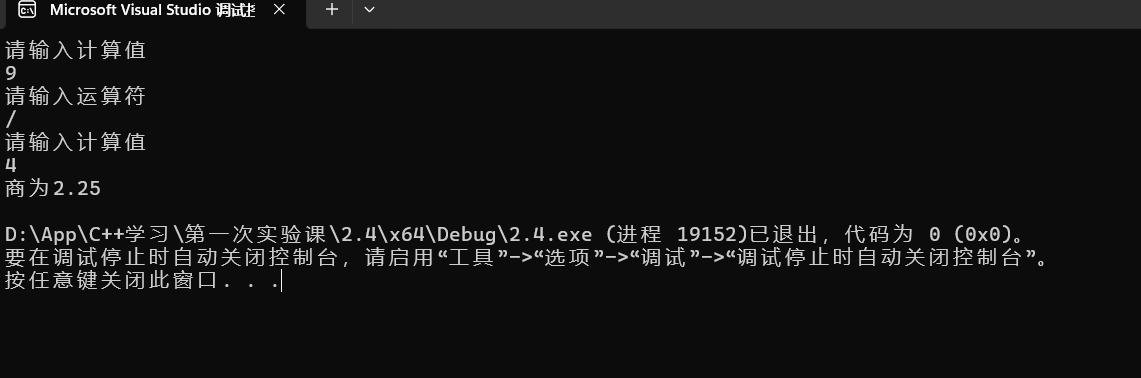 Microsoft Visual Studio 调试
请输入计算值
9
请输入运算符
/
请输入计算值
4
商为2.25
D:\App\C++学习\第一次实验课\2.4\x64\Debug\2.4.exe (进程 19152)已退出，代码为 0 (0x0)。
要在调试停止时自动关闭控制台，请启用“工具”->“选项”->“调试”->“调试停止时自动关闭控制台”。
按任意键关闭此窗口. . .